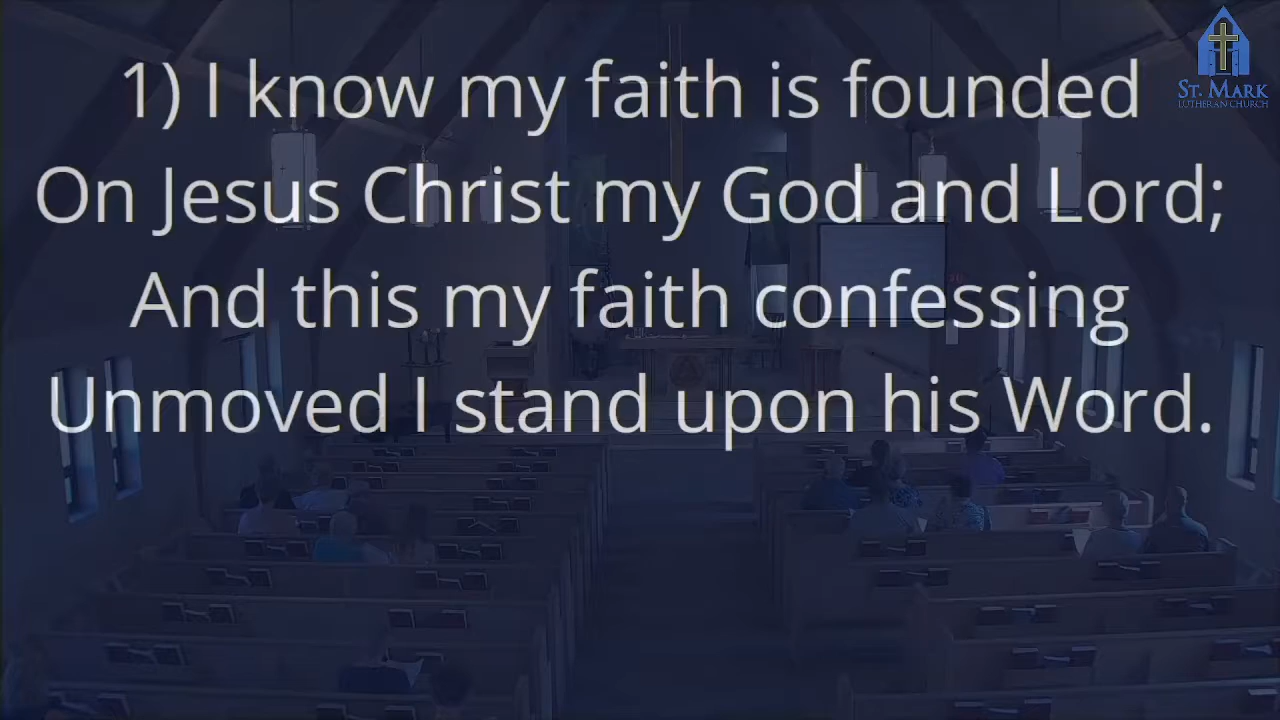 1) I know my faith is founded
On Jesus Christ my God and Lord;
And this my faith confessing
Unmoved I stand upon his Word.
ST. MARK
LUTHERAN CHURCH